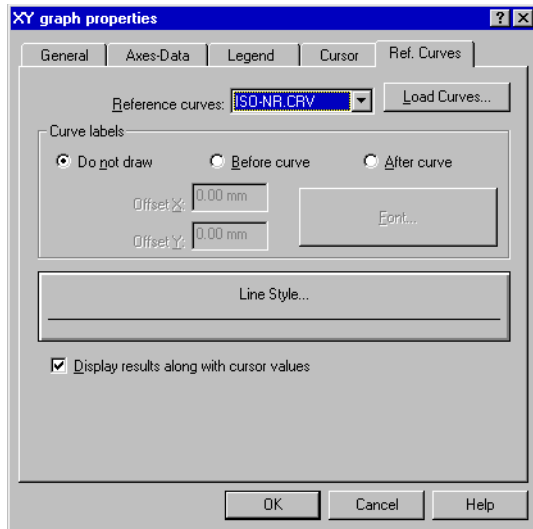 XY graph properties
General Axes-Data Legend Cursor Ref. Curves
Reference curves: ISO-NR.CRV Load Curves...
Curve labels
Do not draw Before curve After curve
Offset X: 0.00 mm
Font...
Offset Y: 0.00 mm
Line Style...
Display results along with cursor values
OK Cancel Help